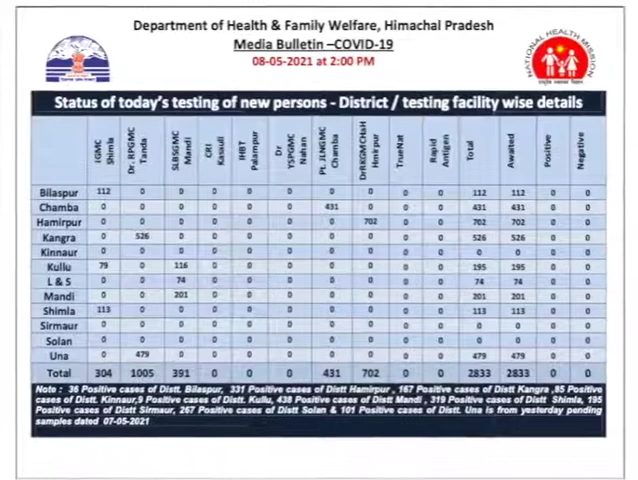 Department of Health & Family Welfare, Himachal Pradesh
Media Bulletin –COVID-19
08-05-2021 at 2:00 PM
NATIONAL HEALTH MISSION
Status of today's testing of new persons - District / testing facility wise details
IGMC Shimla Dr. RPGMC Tanda SLBSGMC Mandi CRI Kasauli IHBT Palampur Dr YSPGMC Nahan Pt. JLNGMC Chamba DrRKGMCHsH Hmirpur TrueNat Rapid Antigen Total Awaited Positive Negative
Bilaspur 112 0 0 0 0 0 0 0 0 0 112 112 0 0
Chamba 0 0 0 0 0 0 431 0 0 0 431 431 0 0
Hamirpur 0 0 0 0 0 0 0 702 0 0 702 702 0 0
Kangra 0 526 0 0 0 0 0 0 0 0 526 526 0 0
Kinnaur 0 0 0 0 0 0 0 0 0 0 0 0 0 0
Kullu 79 0 116 0 0 0 0 0 0 0 195 195 0 0
L & S 0 0 74 0 0 0 0 0 0 0 74 74 0 0
Mandi 0 0 201 0 0 0 0 0 0 0 201 201 0 0
Shimla 113 0 0 0 0 0 0 0 0 0 113 113 0 0
Sirmaur 0 0 0 0 0 0 0 0 0 0 0 0 0 0
Solan 0 0 0 0 0 0 0 0 0 0 0 0 0 0
Una 0 479 0 0 0 0 0 0 0 0 479 479 0 0
Total 304 1005 391 0 0 0 431 702 0 0 2833 2833 0 0
Note : 36 Positive cases of Distt. Bilaspur, 331 Positive cases of Distt Hamirpur , 167 Positive cases of Distt Kangra ,85 Positive
cases of Distt. Kinnaur,9 Positive cases of Distt. Kullu, 438 Positive cases of Distt Mandi , 319 Positive cases of Distt Shimla, 195
Positive cases of Distt Sirmaur, 267 Positive cases of Distt Solan & 101 Positive cases of Distt. Una is from yesterday pending
samples dated 07-05-2021